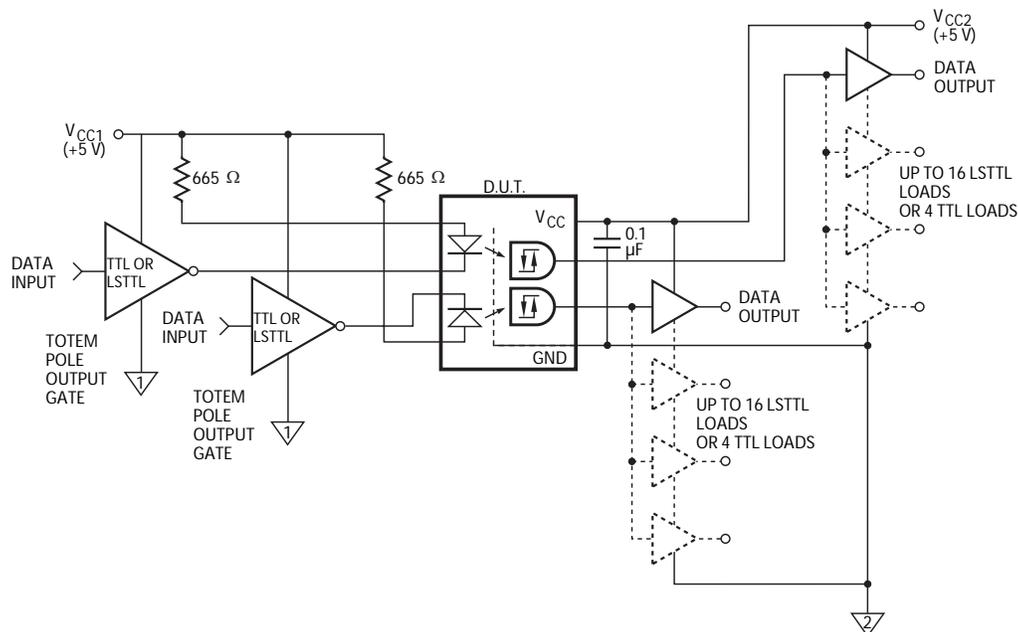 V CC2
(+5 V)
DATA
OUTPUT
V CC1
(+5 V)
665 Ω
665 Ω
D.U.T.
UP TO 16 LSTTL
LOADS
OR 4 TTL LOADS
V CC
0.1
µF
DATA
INPUT
TTL OR
LSTTL
DATA
INPUT
TTL OR
LSTTL
DATA
OUTPUT
GND
TOTEM
POLE
OUTPUT
GATE
1
TOTEM
POLE
OUTPUT
GATE
1
UP TO 16 LSTTL
LOADS
OR 4 TTL LOADS
2